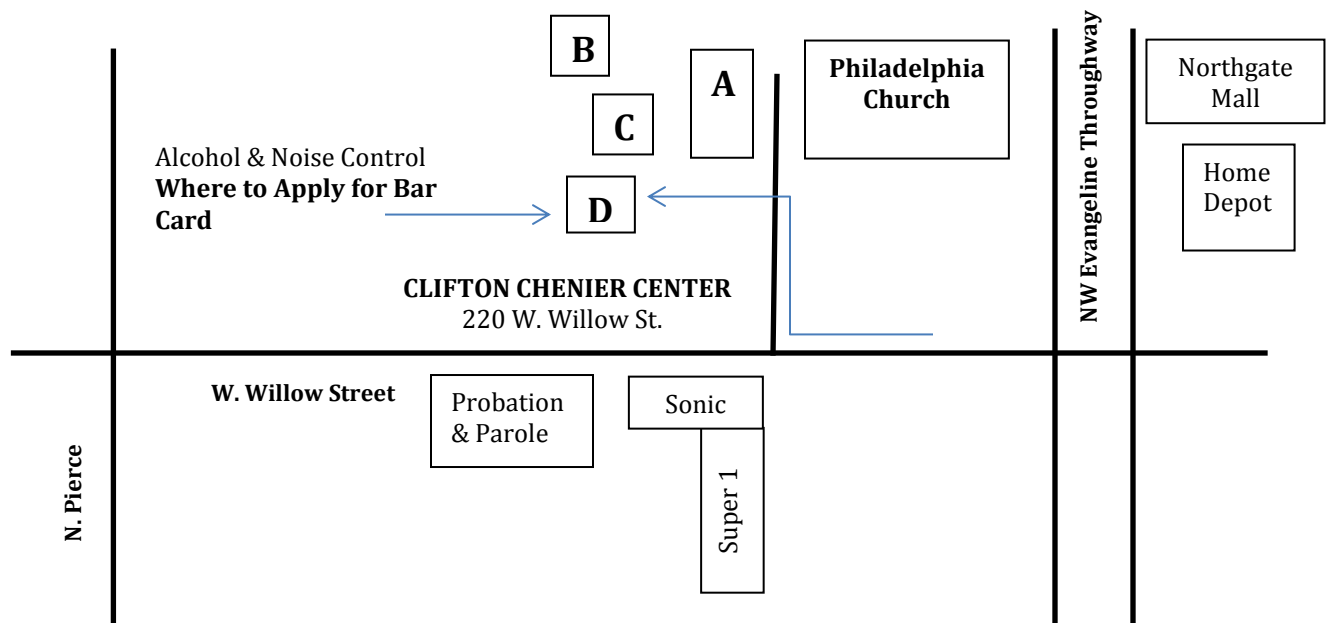 B
A
Philadelphia
Church
NW Evangeline Throughway
Northgate
Mall
C
Alcohol & Noise Control
Where to Apply for Bar
Card
D
Home
Depot
CLIFTON CHENIER CENTER
220 W. Willow St.
W. Willow Street
Probation
& Parole
Sonic
N. Pierce
Super 1